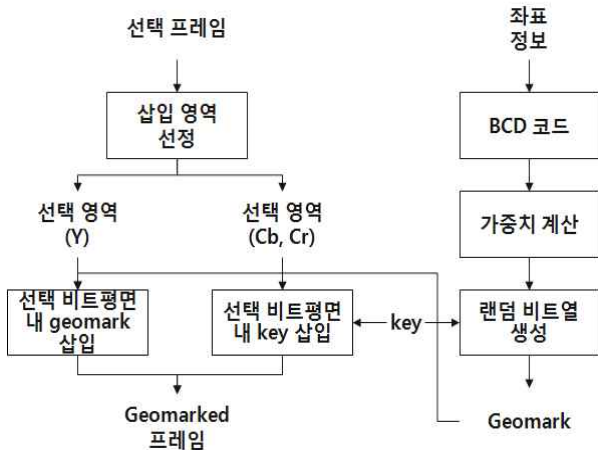 선택 프레임
삽입 영역
선정
선택 영역
(Y)
선택 영역
(Cb, Cr)
선택 비트평면
내 geomark
삽입
선택 비트평면
내 key 삽입
Geomarked
프레임
좌표
정보
BCD 코드
가중치 계산
랜덤 비트열
생성
key
Geomark